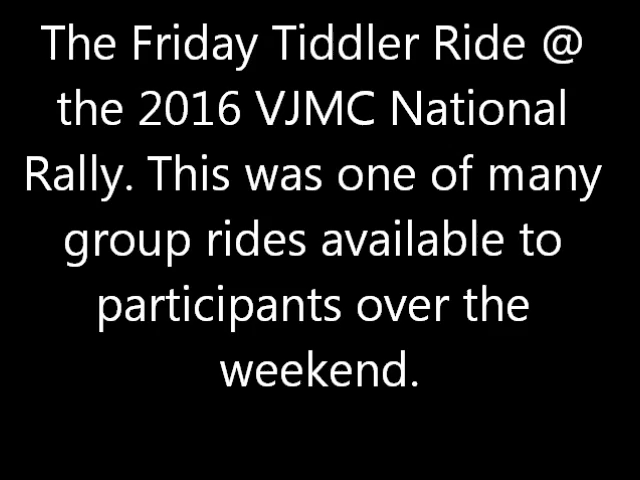 The Friday Tiddler Ride @
the 2016 VJMC National
Rally. This was one of many
group rides available to
participants over the
weekend.